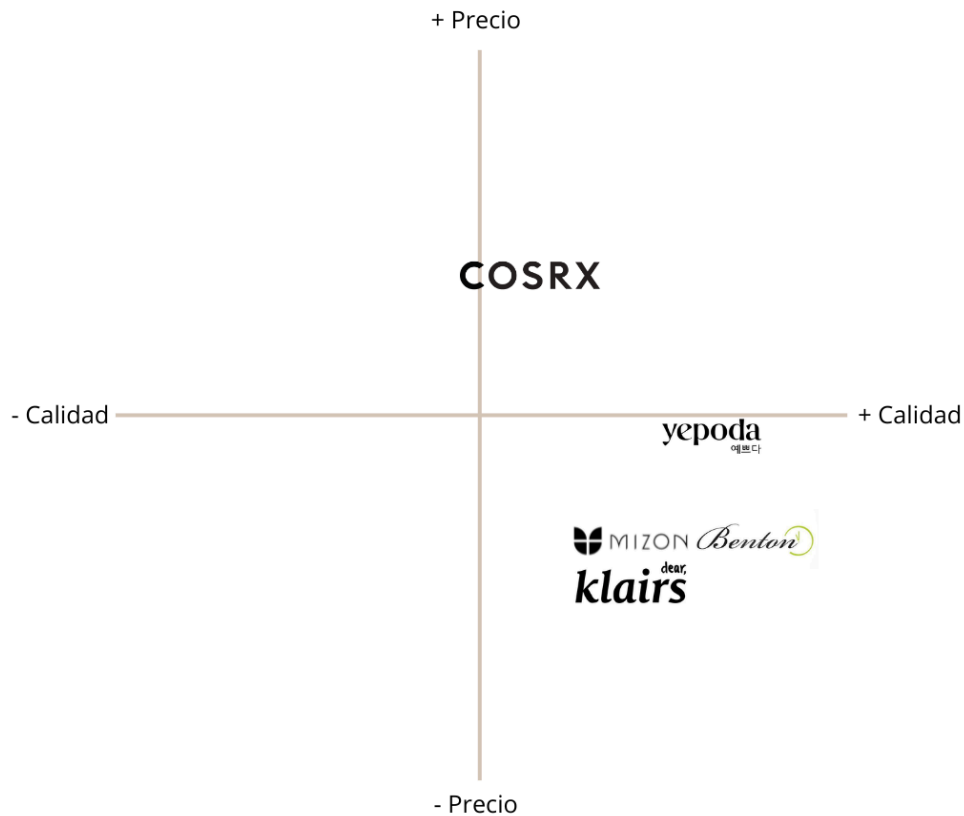 + Precio
COSRX
- Calidad
+ Calidad
yepoda
예쁘다
MIZON Benton
dear,
klairs
- Precio